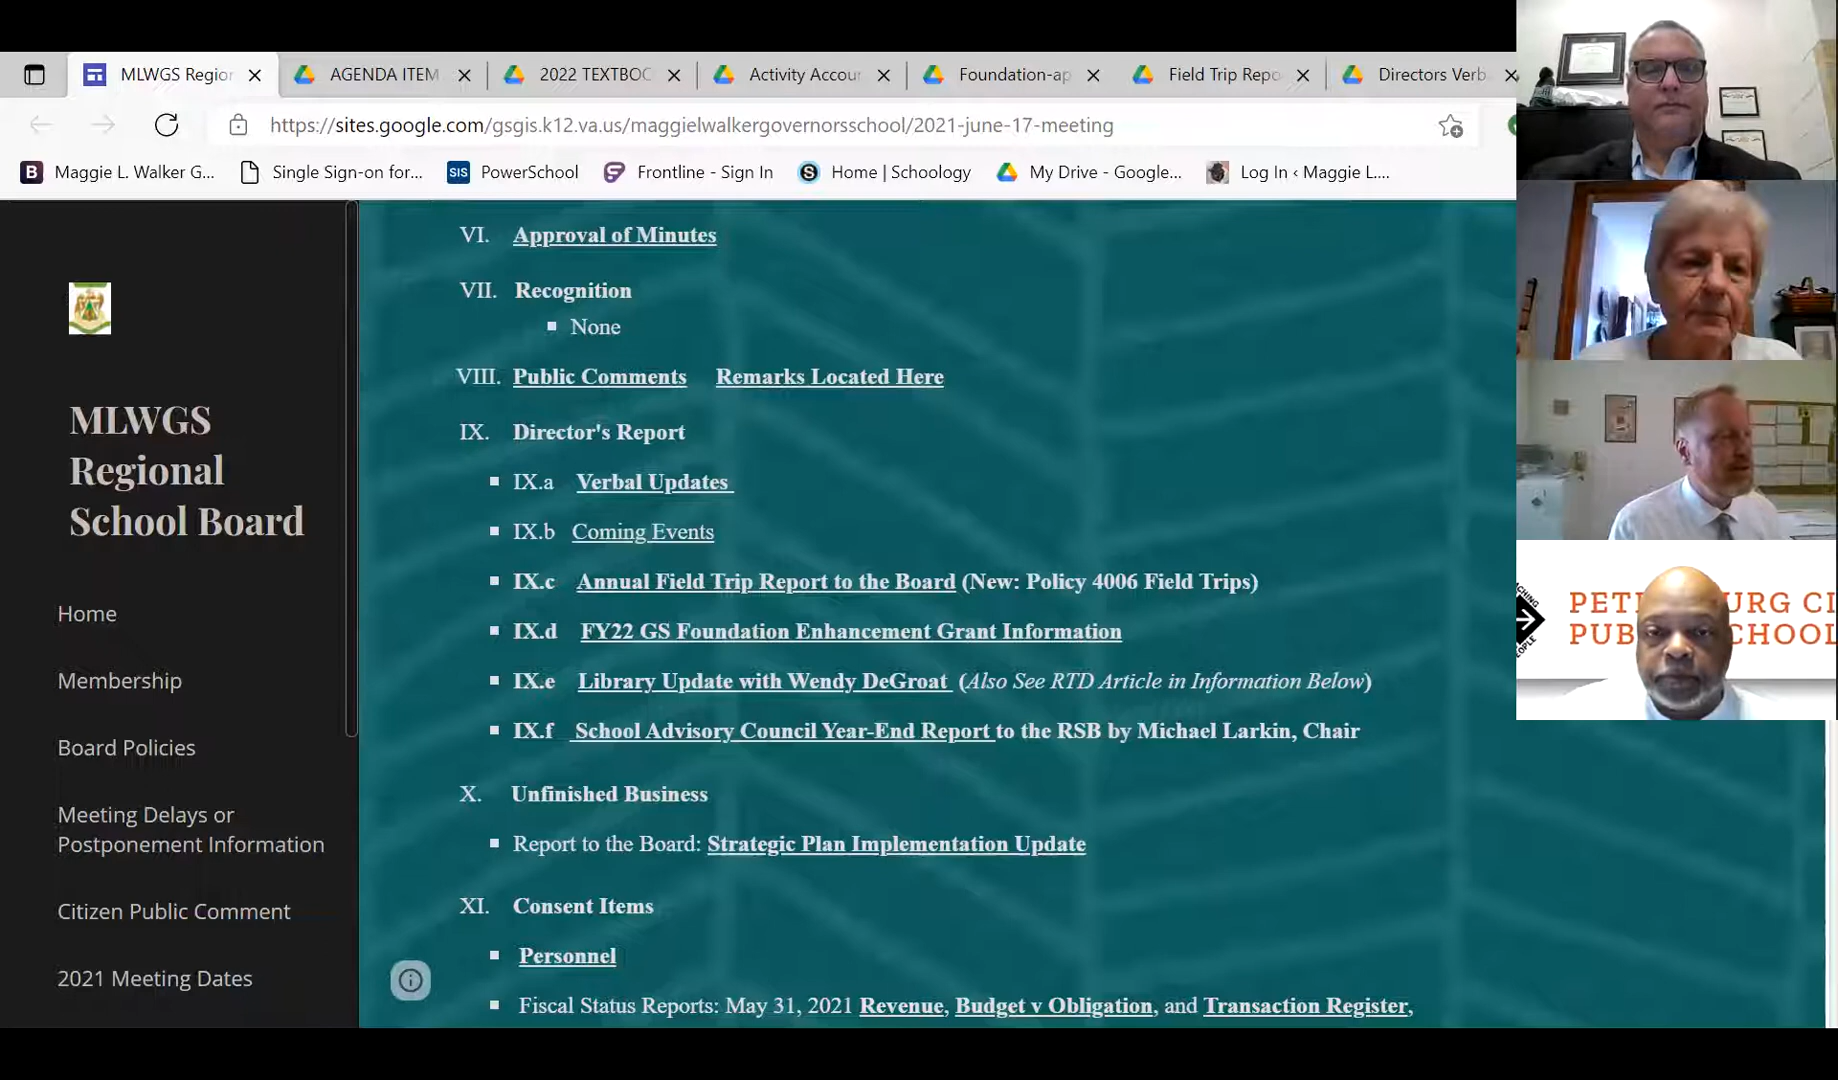 MLWGS Regio
AGENDA ITEM
2022 TEXTBOO
Activity Accou
Foundation-ap
Field Trip Repo
Directors Verb
https://sites.google.com/gsgis.k12.va.us/maggielwalkergovernorsschool/2021-june-17-meeting
B Maggie L. Walker G...
Single Sign-on for...
SIS PowerSchool
Frontline - Sign In
S Home | Schoology
My Drive - Google...
Log In ‹ Maggie L....
MLWGS
Regional
School Board
Home
Membership
Board Policies
Meeting Delays or
Postponement Information
Citizen Public Comment
2021 Meeting Dates
VI. Approval of Minutes
VII. Recognition
▪ None
VIII. Public Comments Remarks Located Here
IX. Director's Report
▪ IX.a Verbal Updates
▪ IX.b Coming Events
▪ IX.c Annual Field Trip Report to the Board (New: Policy 4006 Field Trips)
▪ IX.d FY22 GS Foundation Enhancement Grant Information
▪ IX.e Library Update with Wendy DeGroat (Also See RTD Article in Information Below)
▪ IX.f School Advisory Council Year-End Report to the RSB by Michael Larkin, Chair
X. Unfinished Business
▪ Report to the Board: Strategic Plan Implementation Update
XI. Consent Items
▪ Personnel
▪ Fiscal Status Reports: May 31, 2021 Revenue, Budget v Obligation, and Transaction Register,
PET URG CI
PUB CHOOL